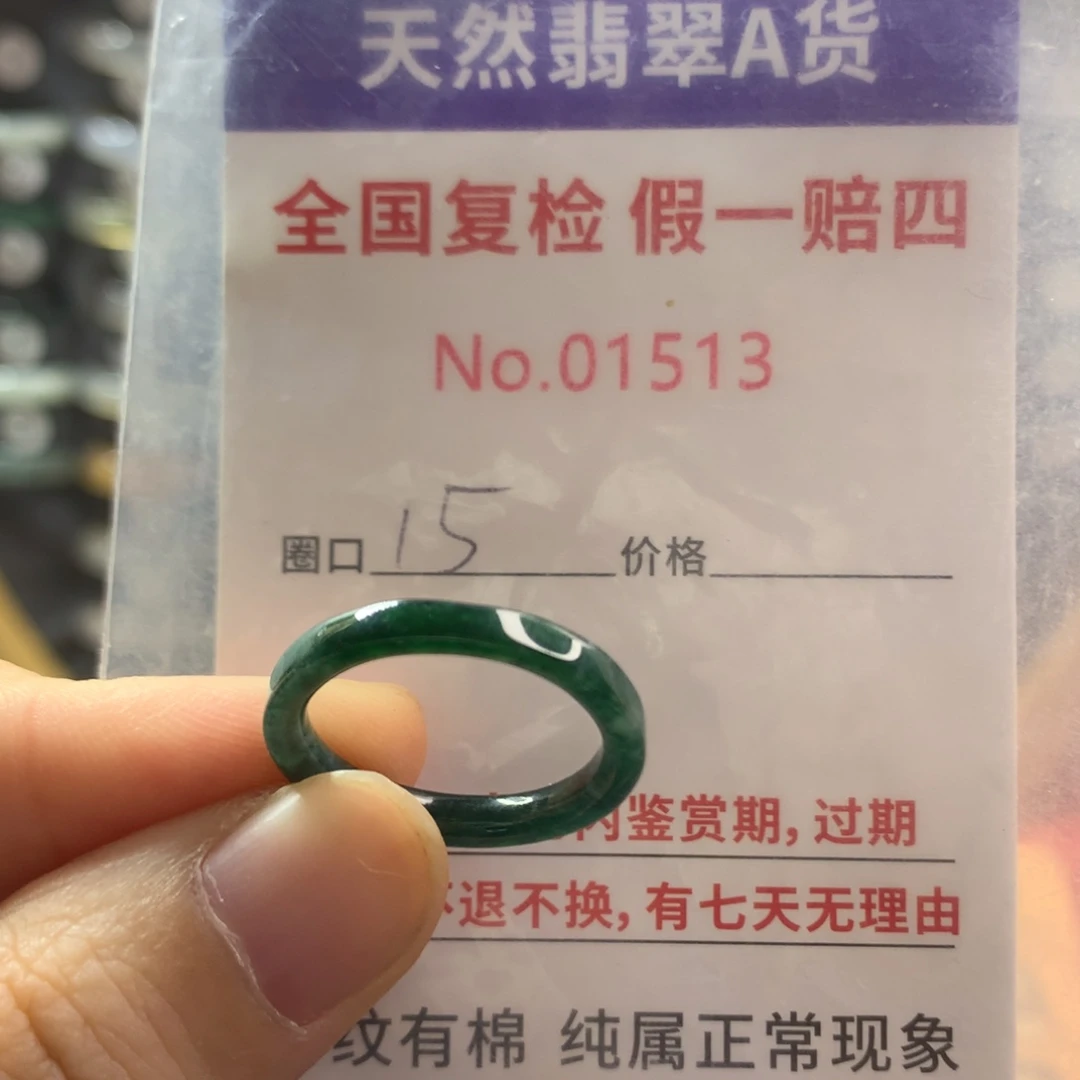 天然翡翠A货
全国复检 假一赔四
No.01513
圈口 15 价格
内鉴赏期，过期
不退不换，有七天无理由
纹有棉 纯属正常现象